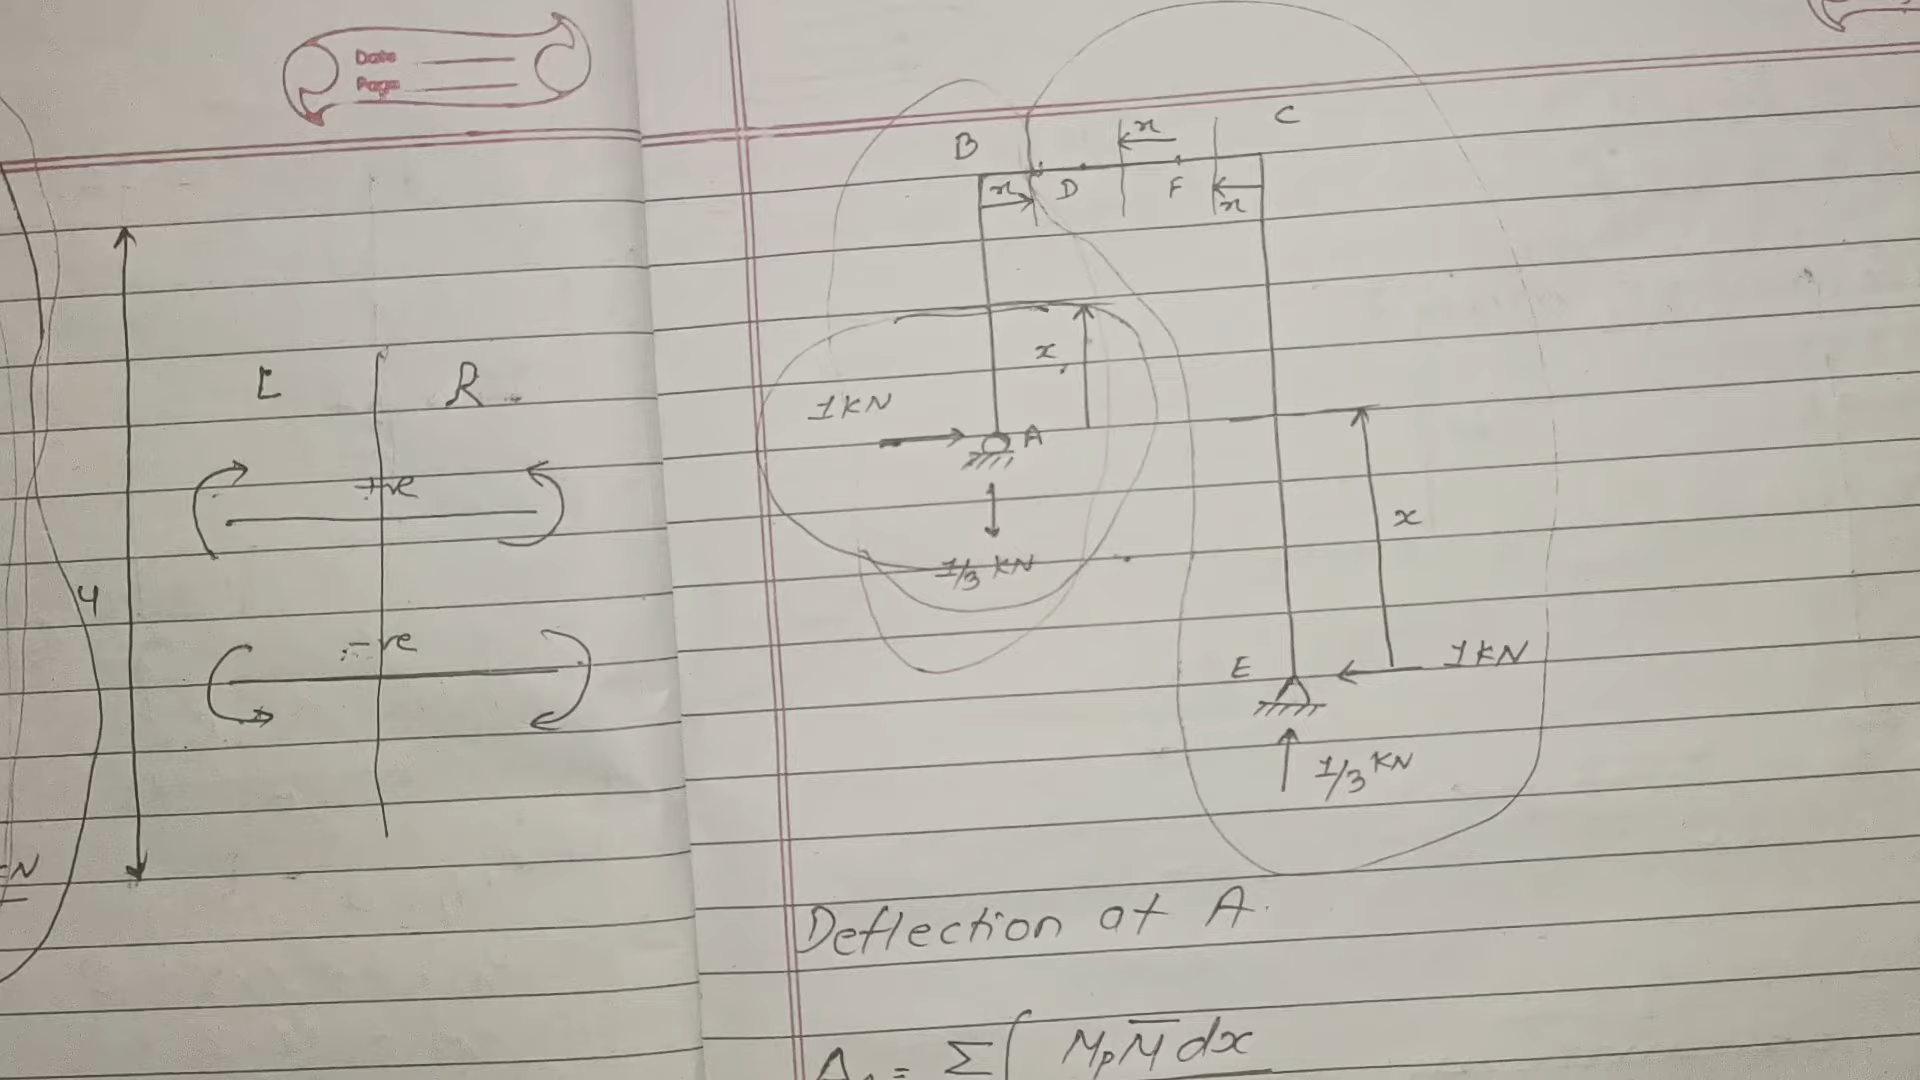 Date
Page
L R
+ve
4
-ve
N
B x C
x D F x
x
1KN
A
1/3 KN
x
E 1KN
1/3 KN
Deflection at A.
= Σ ∫ MpM̅ dx